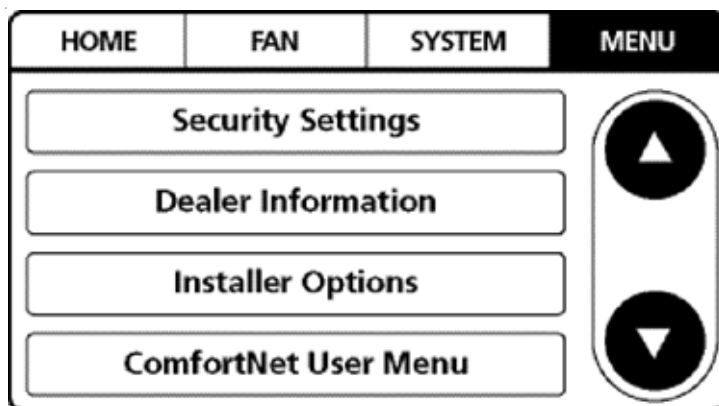 HOME FAN SYSTEM MENU
Security Settings
Dealer Information
Installer Options
ComfortNet User Menu